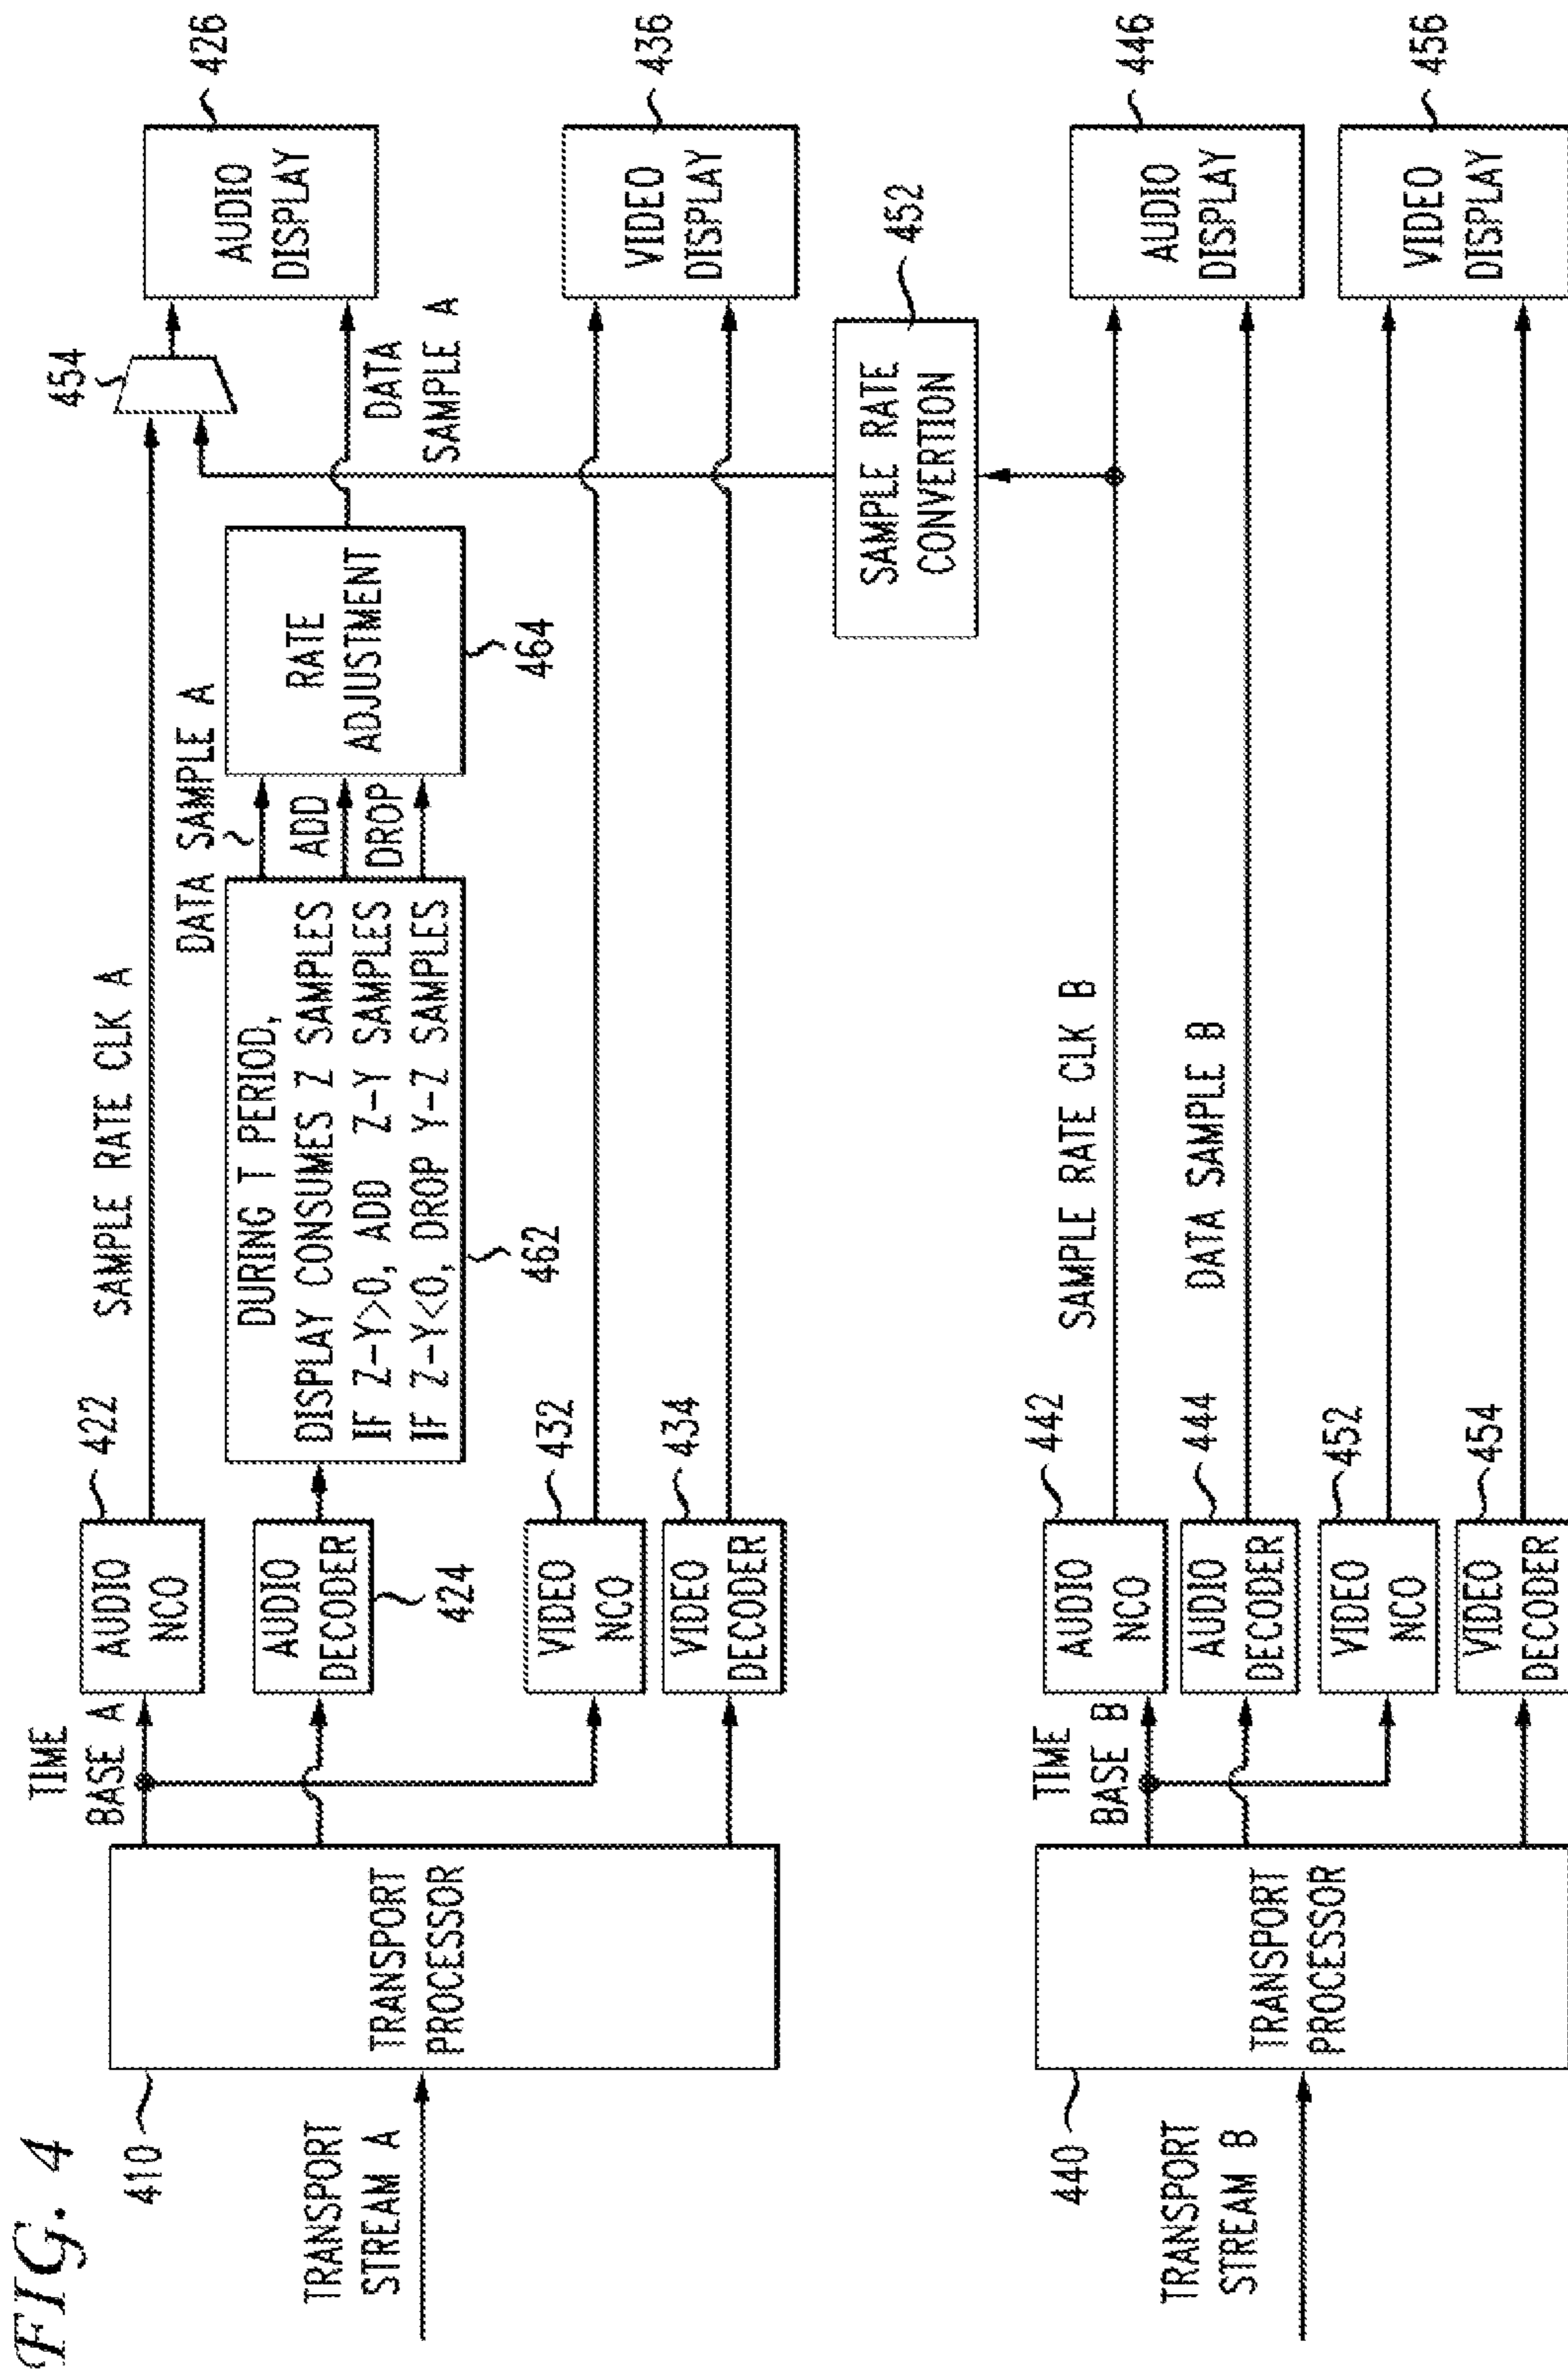 FIG. 4
TRANSPORT
STREAM A
410
TRANSPORT
PROCESSOR
TIME
BASE A
AUDIO
NCO
422
AUDIO
DECODER
424
VIDEO
NCO
432
VIDEO
DECODER
434
SAMPLE RATE CLK A
DURING T PERIOD,
DISPLAY CONSUMES Z SAMPLES
IF Z-Y>0, ADD Z-Y SAMPLES
IF Z-Y<0, DROP Y-Z SAMPLES
462
DATA SAMPLE A
ADD
DROP
RATE
ADJUSTMENT
464
454
DATA
SAMPLE A
AUDIO
DISPLAY
426
VIDEO
DISPLAY
436
SAMPLE RATE
CONVERTION
452
TRANSPORT
STREAM B
440
TRANSPORT
PROCESSOR
TIME
BASE B
AUDIO
NCO
442
AUDIO
DECODER
444
VIDEO
NCO
452
VIDEO
DECODER
454
SAMPLE RATE CLK B
DATA SAMPLE B
AUDIO
DISPLAY
446
VIDEO
DISPLAY
456